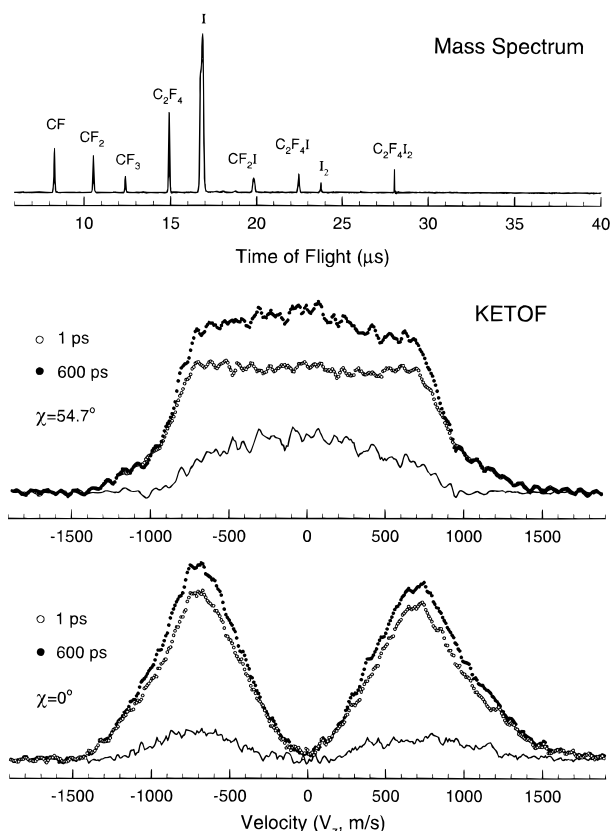 Mass Spectrum
I
C₂F₄
CF
CF₂
CF₃
CF₂I
C₂F₄I
I₂
C₂F₄I₂
10 15 20 25 30 35 40
Time of Flight (μs)
KETOF
○ 1 ps
● 600 ps
χ=54.7°
-1500 -1000 -500 0 500 1000 1500
○ 1 ps
● 600 ps
χ=0°
-1500 -1000 -500 0 500 1000 1500
Velocity (V_z, m/s)